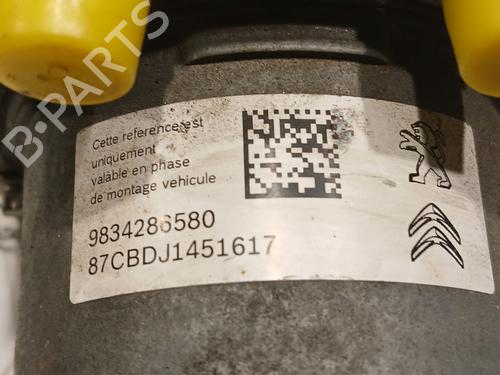 Cette reference est
uniquement
valable en phase
de montage vehicule
9834286580
87CBDJ1451617
B-PARTS